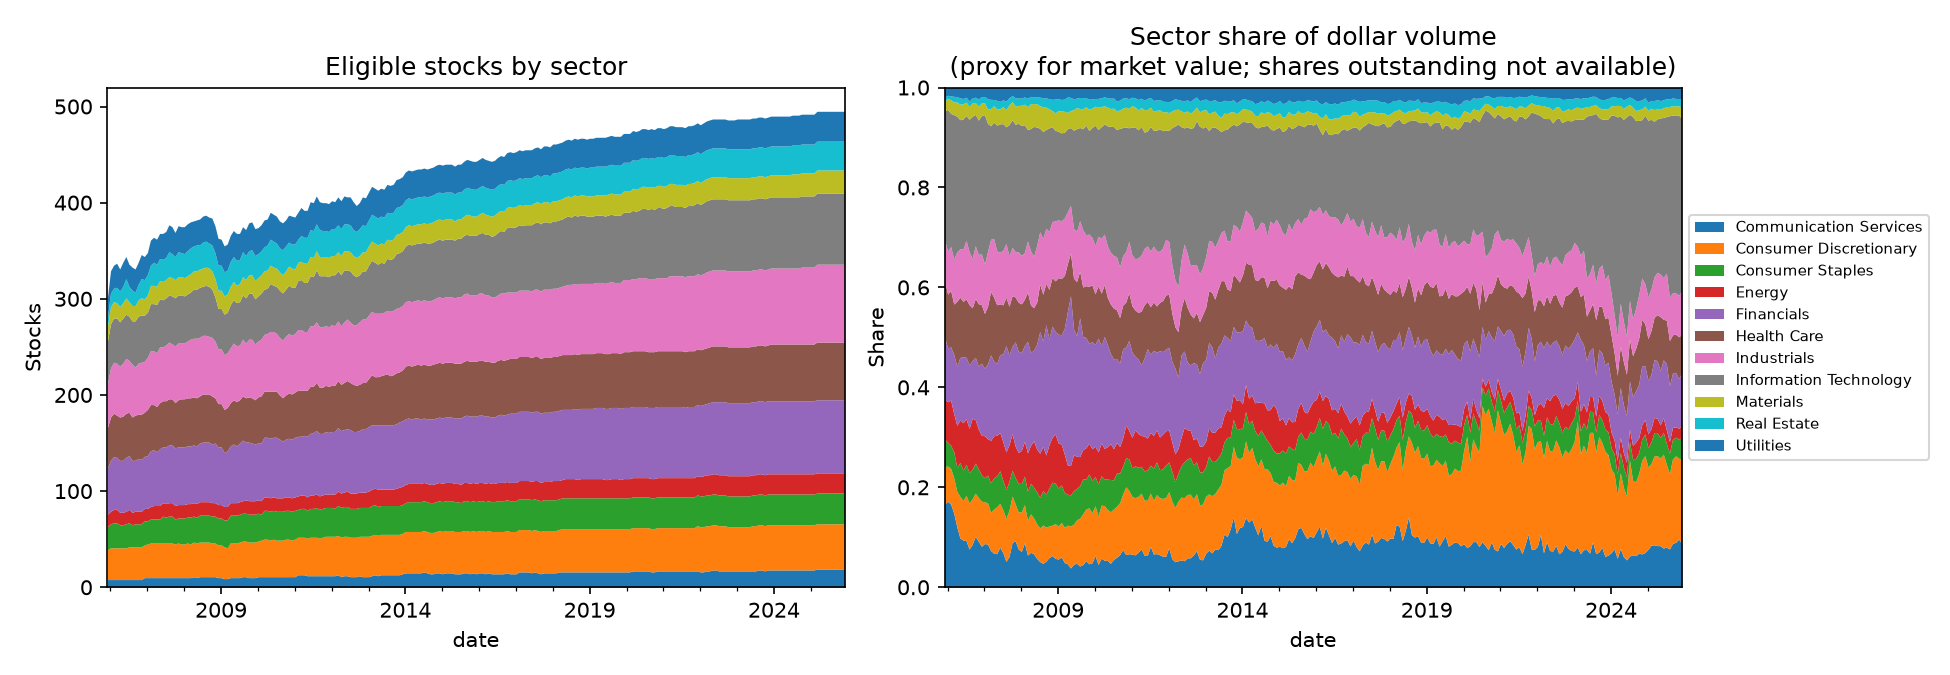 Eligible stocks by sector
Stocks
500
400
300
200
100
0
2009
2014
2019
2024
date
Sector share of dollar volume
(proxy for market value; shares outstanding not available)
Share
1.0
0.8
0.6
0.4
0.2
0.0
2009
2014
2019
2024
date
Communication Services
Consumer Discretionary
Consumer Staples
Energy
Financials
Health Care
Industrials
Information Technology
Materials
Real Estate
Utilities